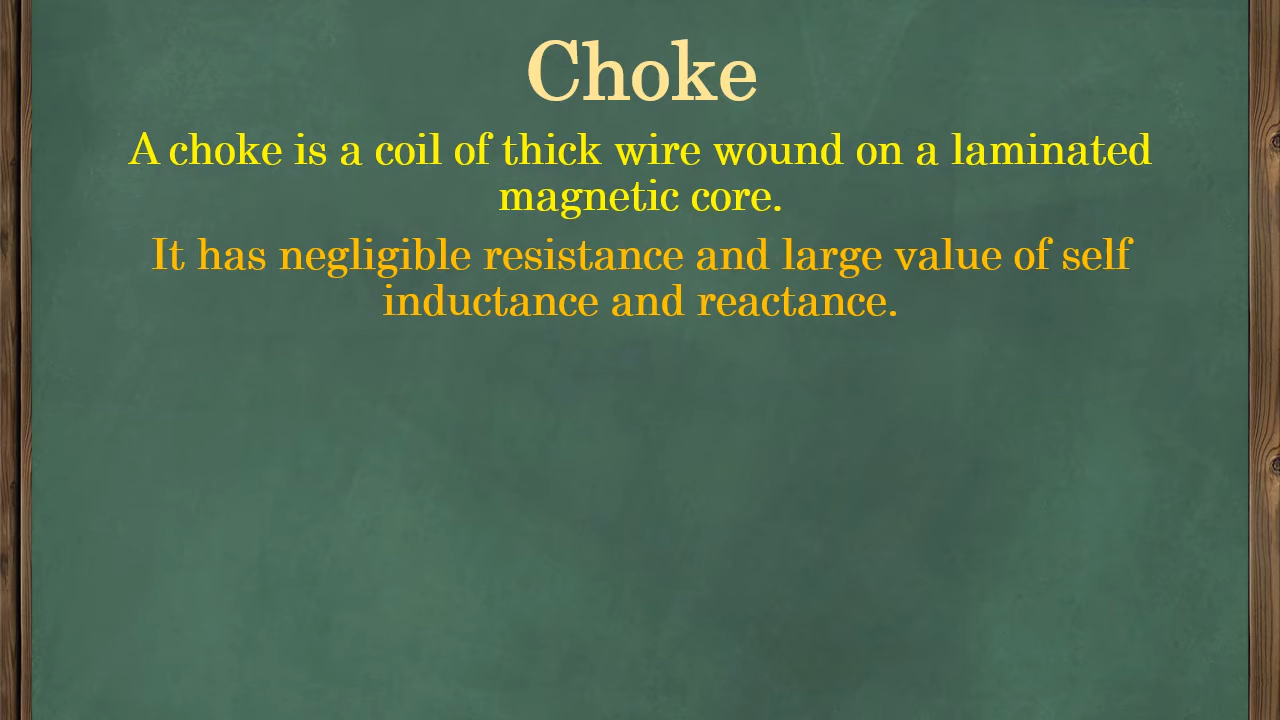 Choke
A choke is a coil of thick wire wound on a laminated
magnetic core.
It has negligible resistance and large value of self
inductance and reactance.